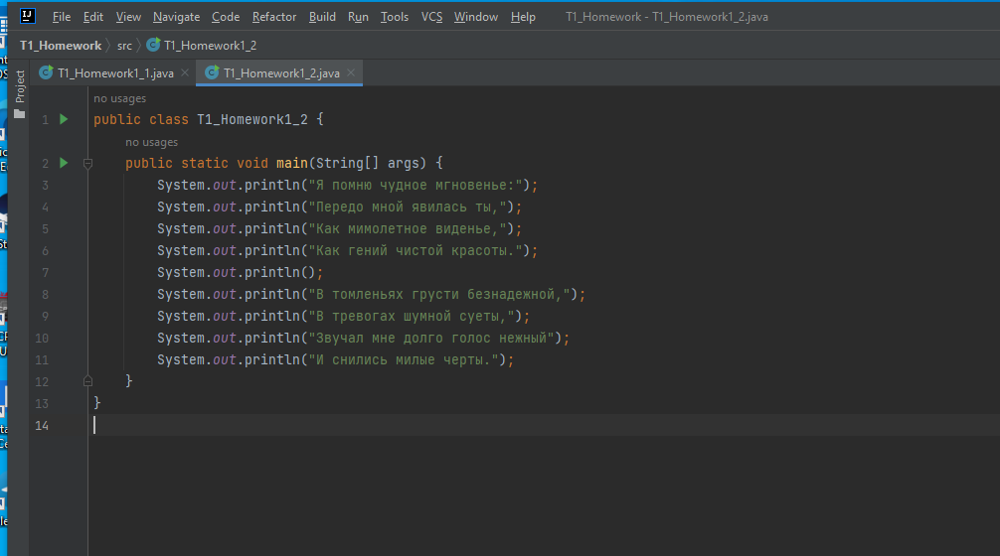 IJ File Edit View Navigate Code Refactor Build Run Tools VCS Window Help T1_Homework - T1_Homework1_2.java
T1_Homework src C T1_Homework1_2
Project
C T1_Homework1_1.java × C T1_Homework1_2.java ×
no usages
1 public class T1_Homework1_2 {
no usages
2 public static void main(String[] args) {
3 System.out.println("Я помню чудное мгновенье:");
4 System.out.println("Передо мной явилась ты,");
5 System.out.println("Как мимолетное виденье,");
6 System.out.println("Как гений чистой красоты.");
7 System.out.println();
8 System.out.println("В томленьях грусти безнадежной,");
9 System.out.println("В тревогах шумной суеты,");
10 System.out.println("Звучал мне долго голос нежный");
11 System.out.println("И снились милые черты.");
12 }
13 }
14